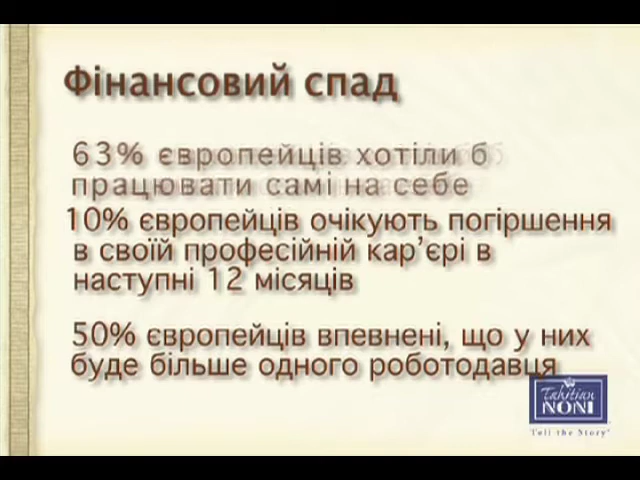 Фінансовий спад
63% європейців хотіли б
працювати самі на себе
10% європейців очікують погіршення
в своїй професійній кар’єрі в
наступні 12 місяців
50% європейців впевнені, що у них
буде більше одного роботодавця
Tahitian
NONI
Tell the Story